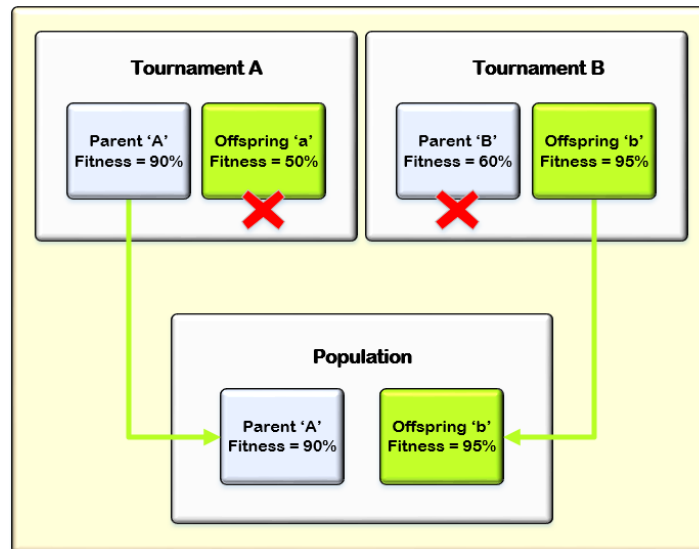 Tournament A
Parent ‘A’
Fitness = 90%
Offspring ‘a’
Fitness = 50%
Tournament B
Parent ‘B’
Fitness = 60%
Offspring ‘b’
Fitness = 95%
Population
Parent ‘A’
Fitness = 90%
Offspring ‘b’
Fitness = 95%